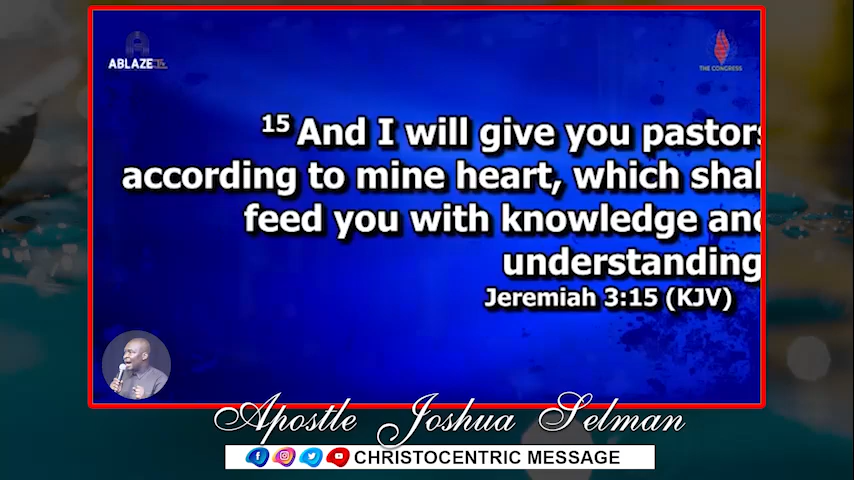 ABLAZE TV
THE CONGRESS
15 And I will give you pastors
according to mine heart, which shal
feed you with knowledge and
understanding
Jeremiah 3:15 (KJV)
Apostle Joshua Selman
CHRISTOCENTRIC MESSAGE